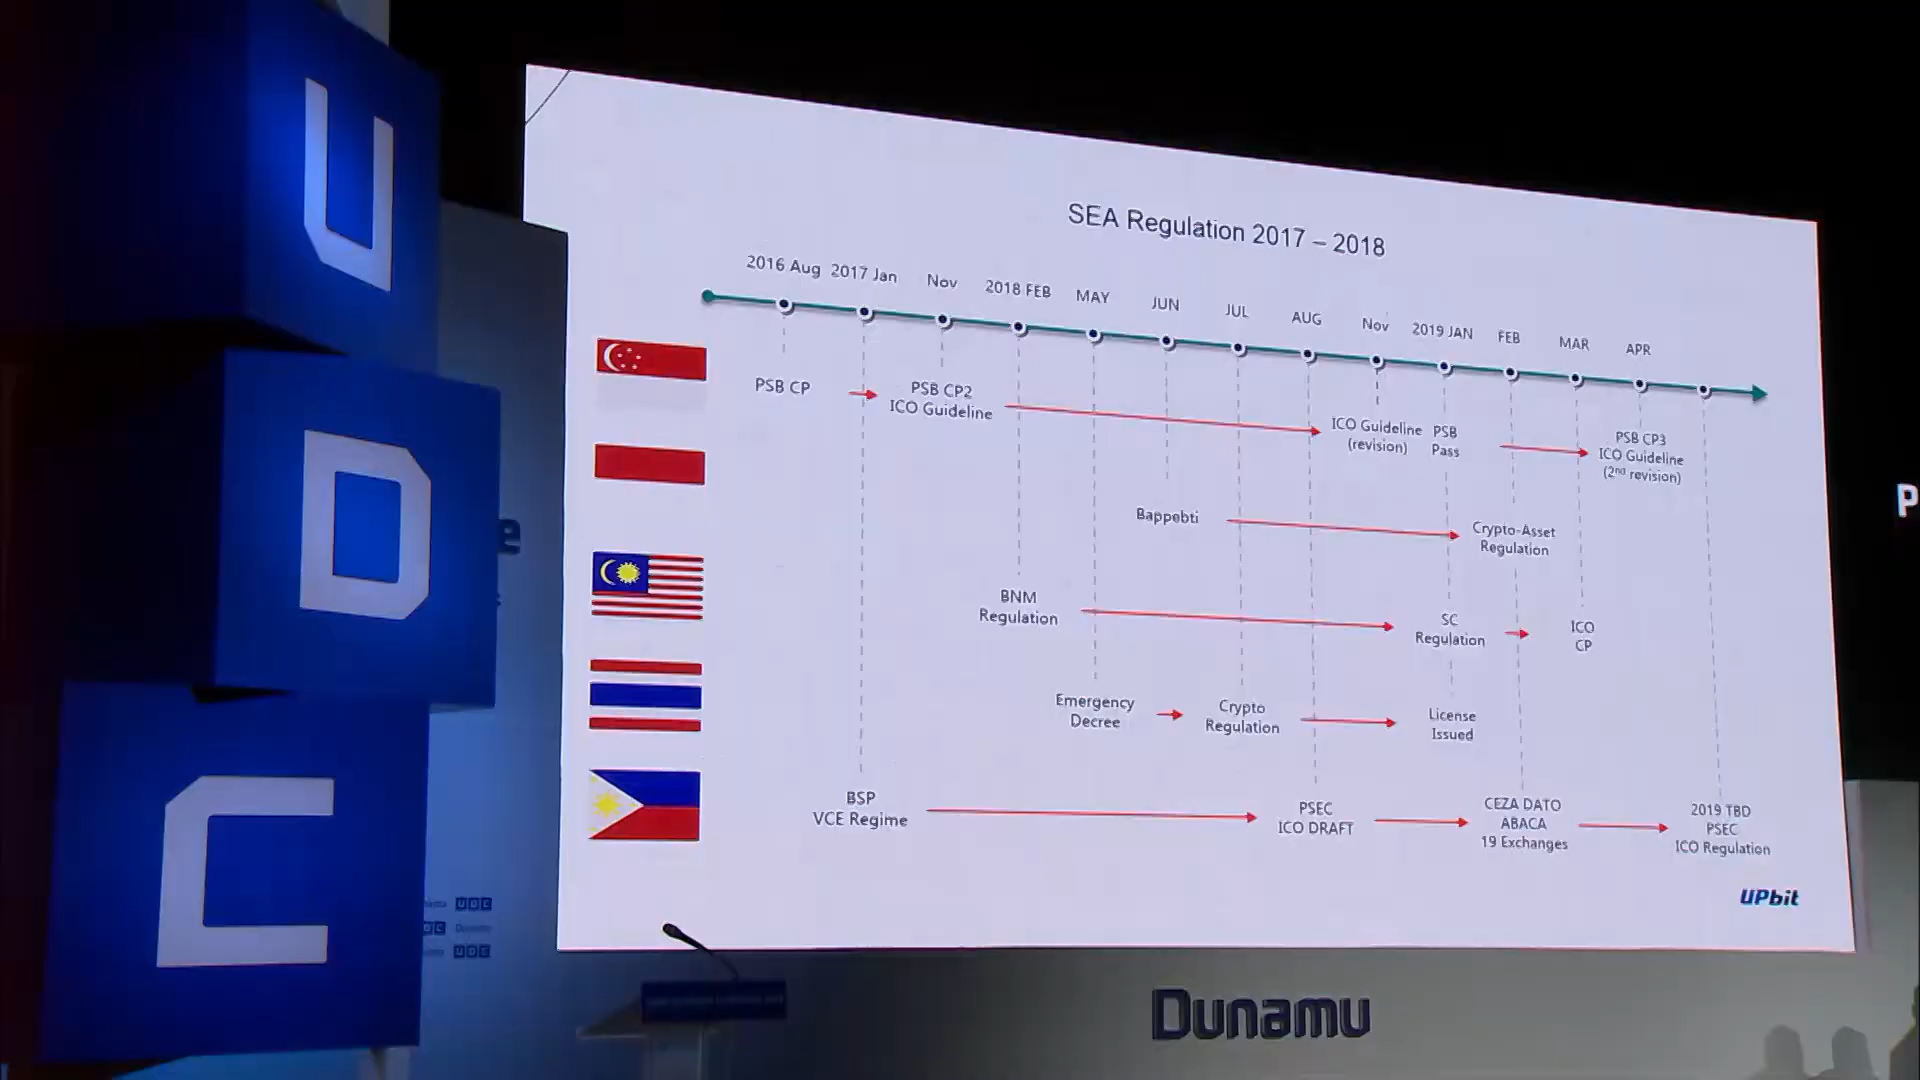 U
D
C
SEA Regulation 2017 – 2018
2016 Aug
2017 Jan
Nov
2018 FEB
MAY
JUN
JUL
AUG
Nov
2019 JAN
FEB
MAR
APR
PSB CP
PSB CP2
ICO Guideline
ICO Guideline
(revision)
PSB
Pass
PSB CP3
ICO Guideline
(2nd revision)
Bappebti
Crypto-Asset
Regulation
BNM
Regulation
SC
Regulation
ICO
CP
Emergency
Decree
Crypto
Regulation
License
Issued
BSP
VCE Regime
PSEC
ICO DRAFT
CEZA DATO
ABACA
19 Exchanges
2019 TBD
PSEC
ICO Regulation
UPbit
Dunamu
P
e
UDC
Dunamu
UDC